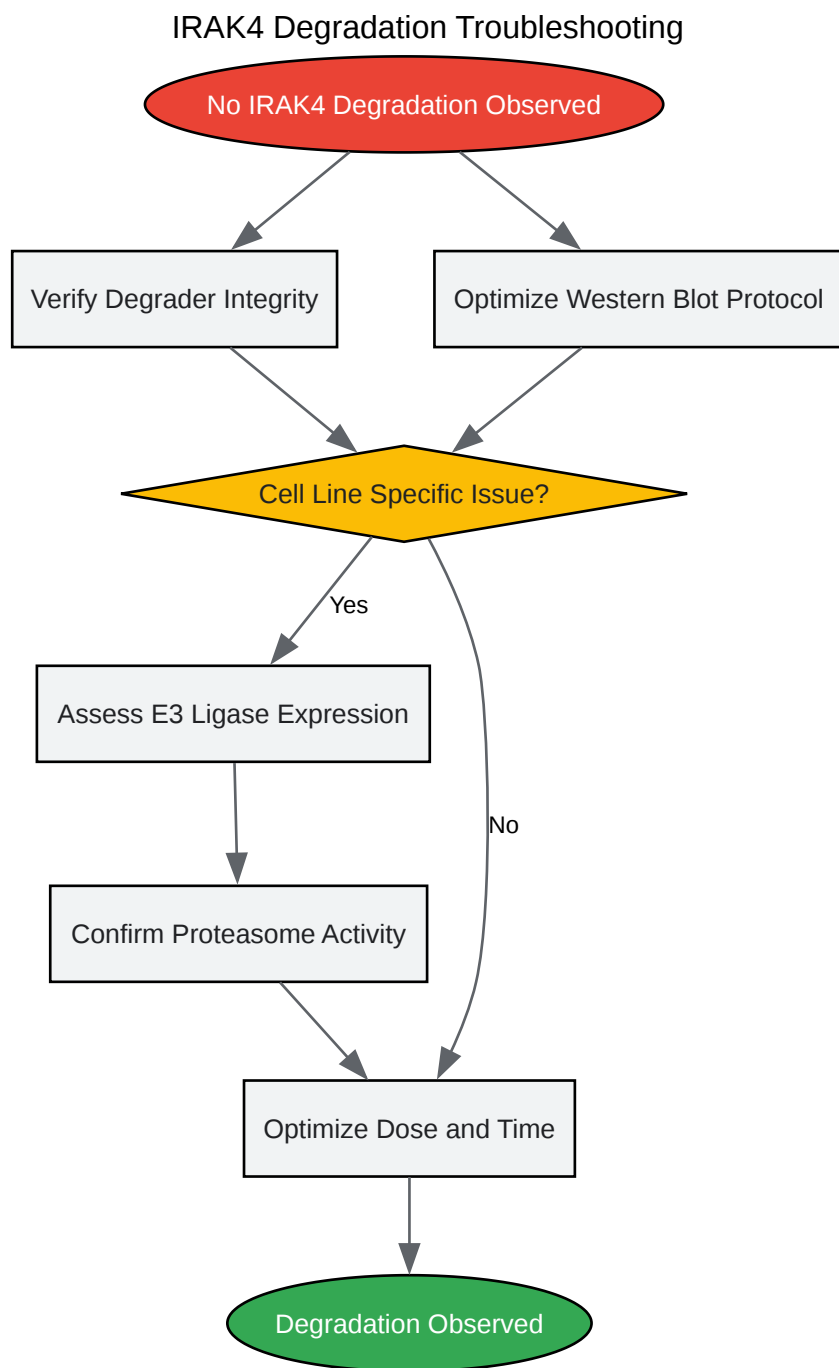 IRAK4 Degradation Troubleshooting
No IRAK4 Degradation Observed
Verify Degrader Integrity
Optimize Western Blot Protocol
Cell Line Specific Issue?
Yes
Assess E3 Ligase Expression
No
Confirm Proteasome Activity
Optimize Dose and Time
Degradation Observed